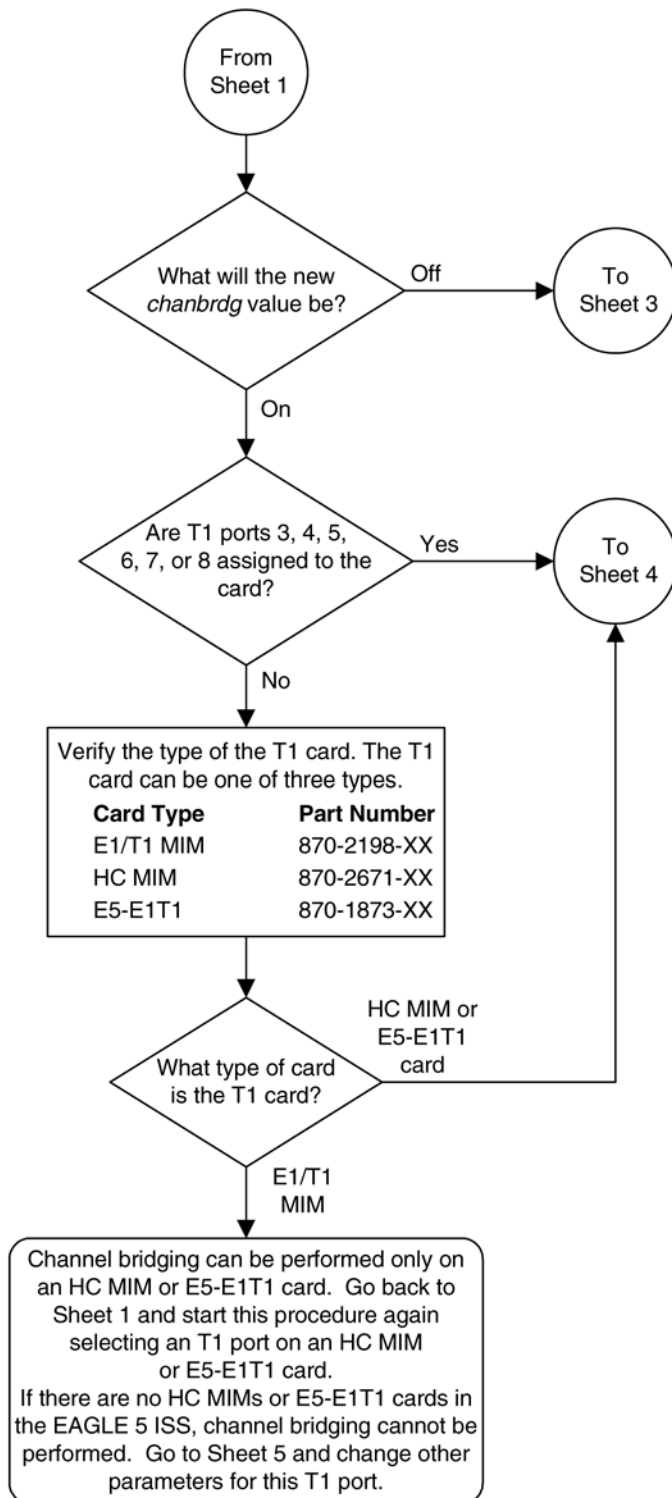 From
Sheet 1
What will the new
chanbrdg value be?
Off
To
Sheet 3
On
Are T1 ports 3, 4, 5,
6, 7, or 8 assigned to the
card?
Yes
To
Sheet 4
No
Verify the type of the T1 card. The T1
card can be one of three types.
Card Type Part Number
E1/T1 MIM 870-2198-XX
HC MIM 870-2671-XX
E5-E1T1 870-1873-XX
HC MIM or
E5-E1T1
card
What type of card
is the T1 card?
E1/T1
MIM
Channel bridging can be performed only on
an HC MIM or E5-E1T1 card. Go back to
Sheet 1 and start this procedure again
selecting an T1 port on an HC MIM
or E5-E1T1 card.
If there are no HC MIMs or E5-E1T1 cards in
the EAGLE 5 ISS, channel bridging cannot be
performed. Go to Sheet 5 and change other
parameters for this T1 port.